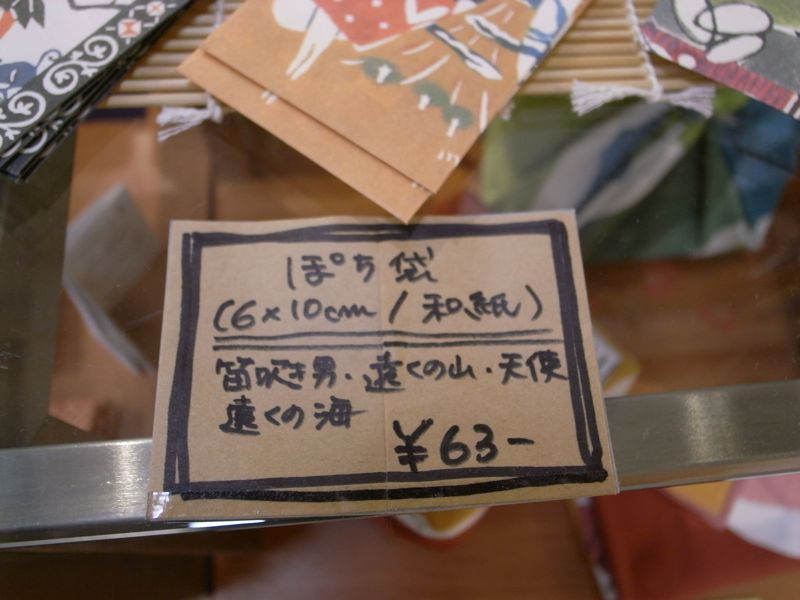 ぽち袋
(6×10cm / 和紙)
笛吹き男・遠くの山・天使
遠くの海
¥63-